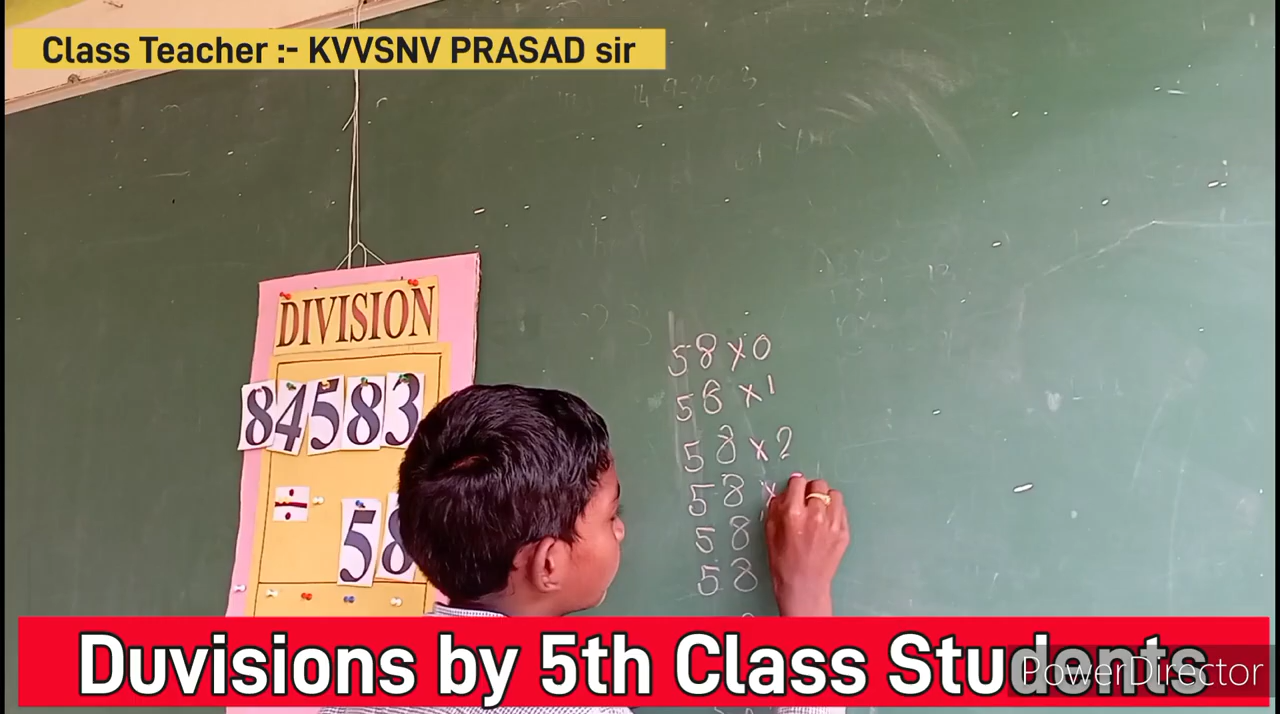 Class Teacher :- KVVSNV PRASAD sir
DIVISION
84583
÷ 58
58 x 0
58 x 1
58 x 2
58 x
58
58
Duvisions by 5th Class Students
PowerDirector